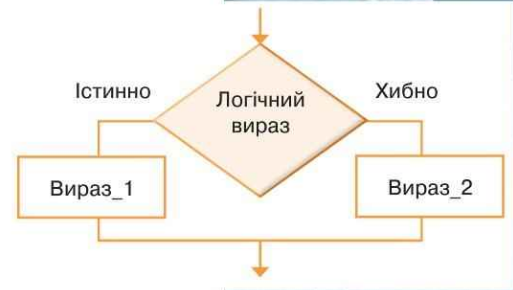 Істинно
Логічний
вираз
Хибно
Вираз_1
Вираз_2